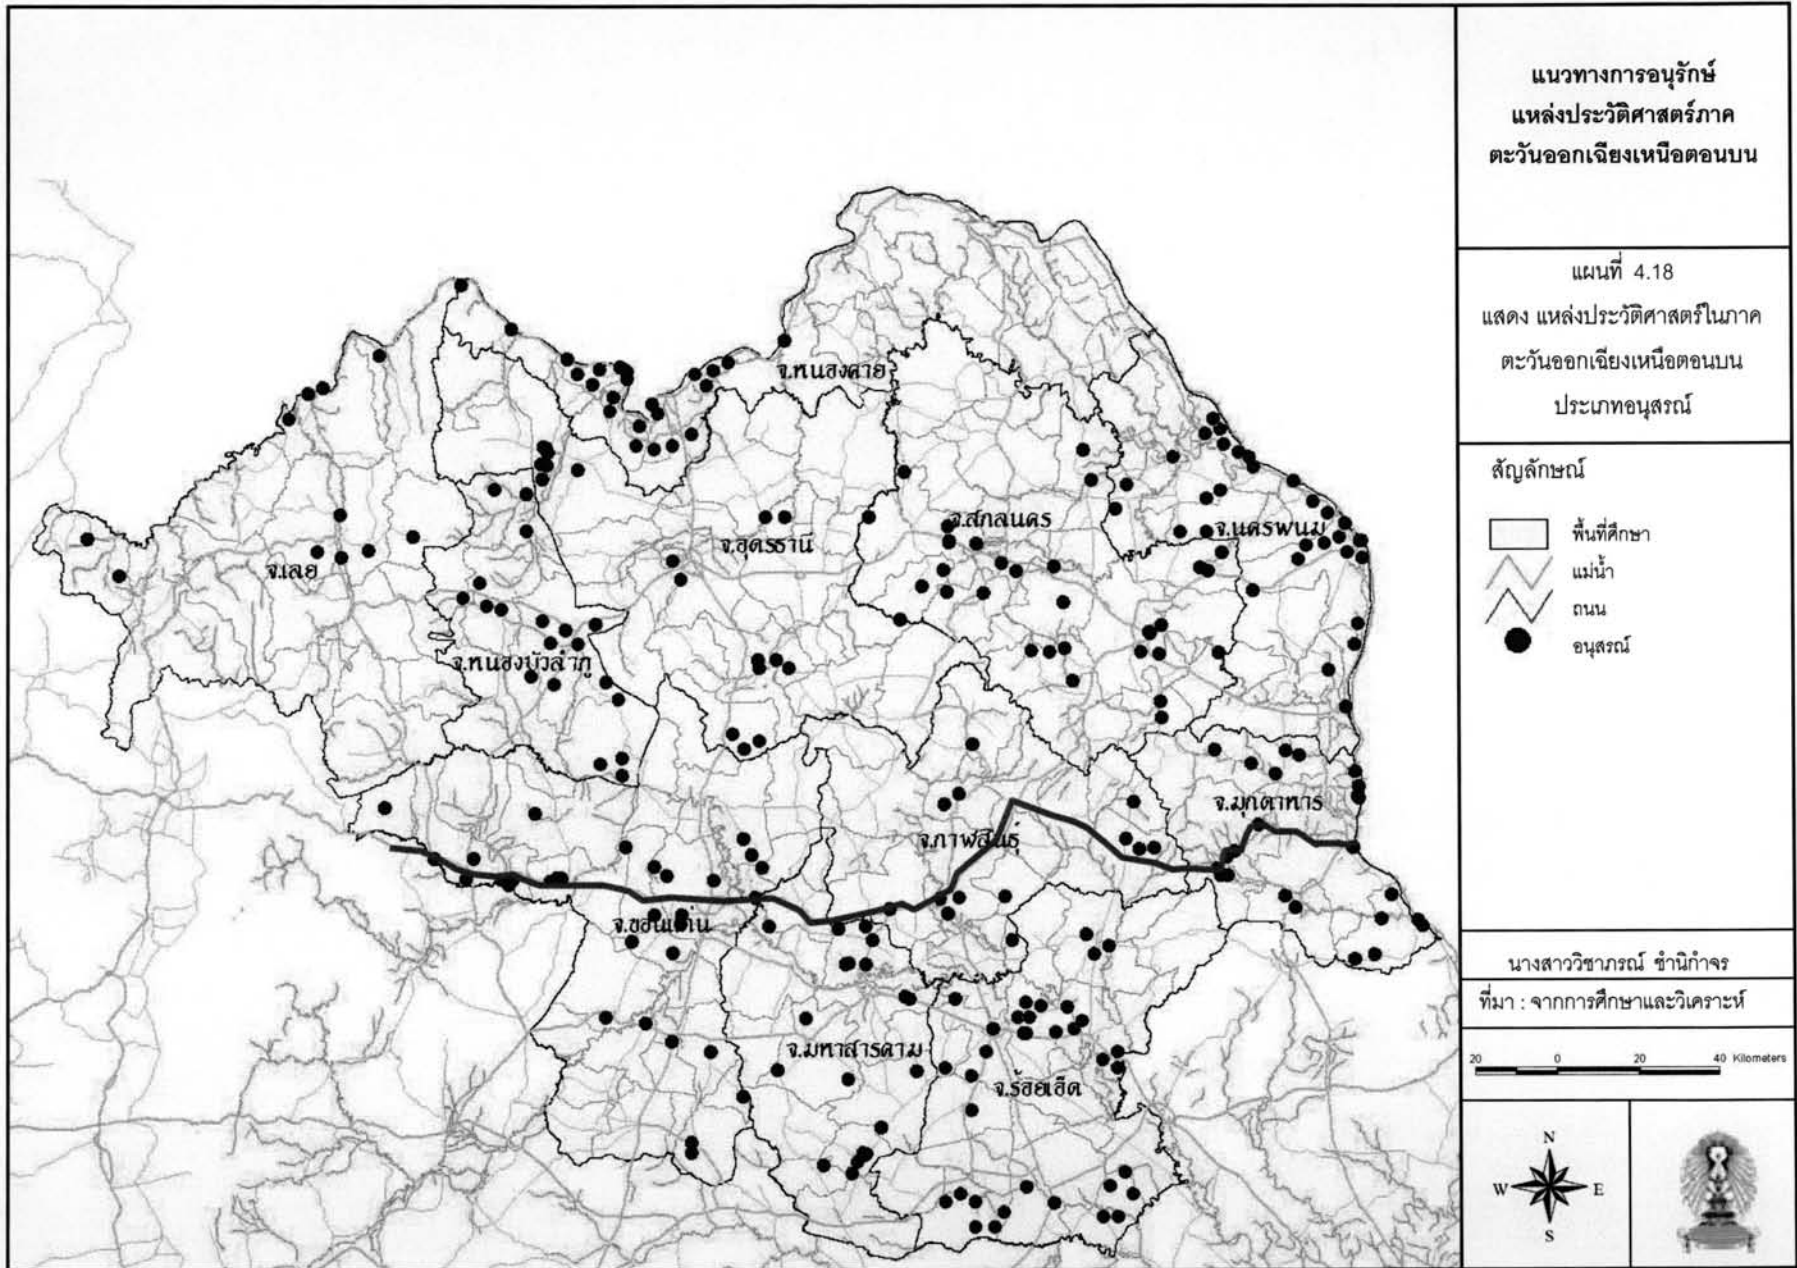 แนวทางการอนุรักษ์
แหล่งประวัติศาสตร์ภาค
ตะวันออกเฉียงเหนือตอนบน
แผนที่ 4.18
แสดง แหล่งประวัติศาสตร์ในภาค
ตะวันออกเฉียงเหนือตอนบน
ประเภทอนุสรณ์
สัญลักษณ์
พื้นที่ศึกษา
แม่น้ำ
ถนน
อนุสรณ์
จ.หนองคาย
จ.สกลนคร
จ.นครพนม
จ.อุดรธานี
จ.เลย
จ.หนองบัวลำภู
จ.มุกดาหาร
จ.กาฬสินธุ์
จ.ขอนแก่น
จ.มหาสารคาม
จ.ร้อยเอ็ด
นางสาววิชาภรณ์ ชำนิกำจร
ที่มา : จากการศึกษาและวิเคราะห์
20 0 20 40 Kilometers
N
W E
S